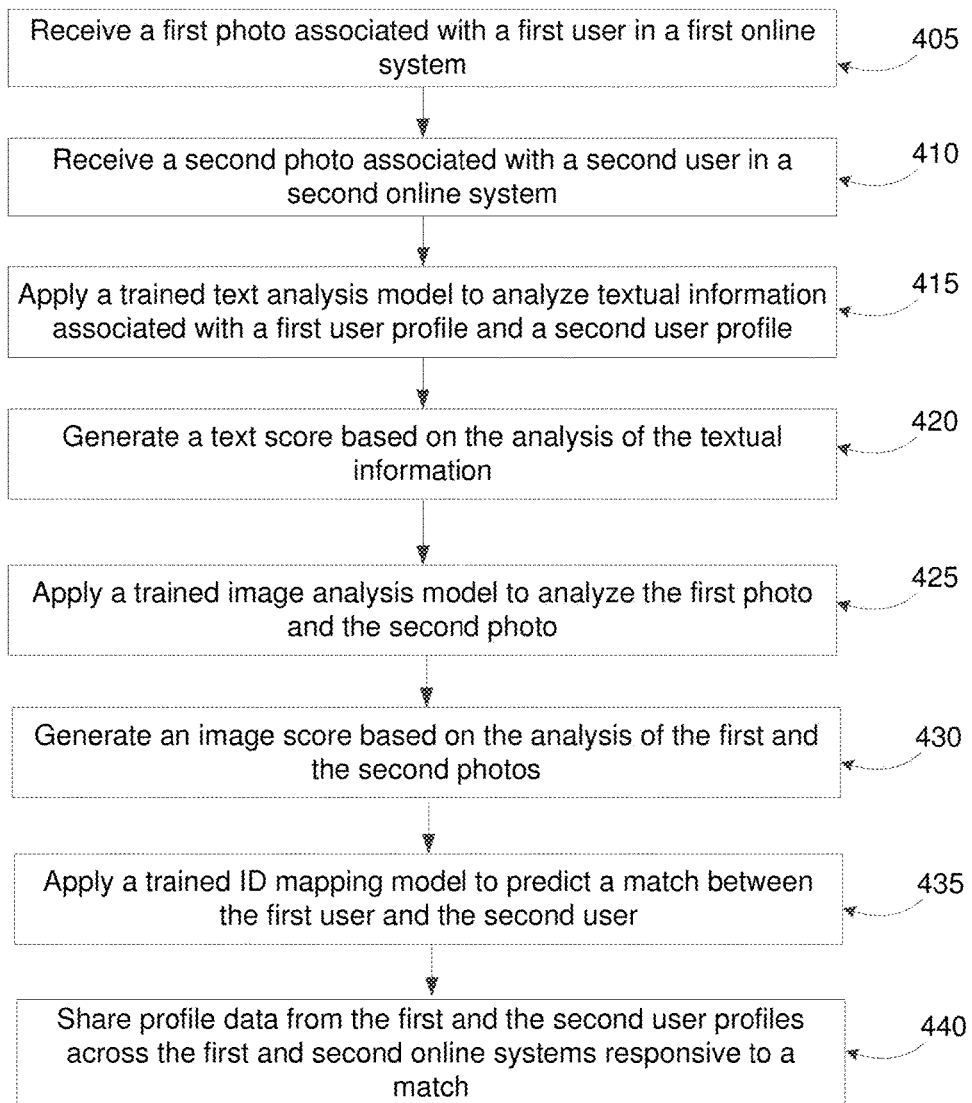 Receive a first photo associated with a first user in a first online
system
405
Receive a second photo associated with a second user in a
second online system
410
Apply a trained text analysis model to analyze textual information
associated with a first user profile and a second user profile
415
Generate a text score based on the analysis of the textual
information
420
Apply a trained image analysis model to analyze the first photo
and the second photo
425
Generate an image score based on the analysis of the first and
the second photos
430
Apply a trained ID mapping model to predict a match between
the first user and the second user
435
Share profile data from the first and the second user profiles
across the first and second online systems responsive to a
match
440